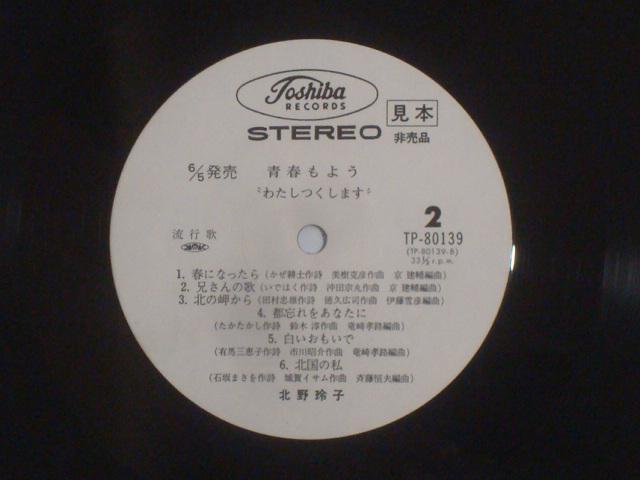 Toshiba
RECORDS
見本
STEREO
非売品
6/5発売 青春もよう
〝わたしつくします〟
2
流行歌
TP-80139
(TP-80139-B)
33⅓ r.p.m.
1. 春になったら (かぜ耕士作詩 美樹克彦作曲 京 建輔編曲)
2. 兄さんの歌 (いではく作詩 沖田宗丸作曲 京 建輔編曲)
3. 北の岬から (田村忠雄作詩 徳久広司作曲 伊藤雪彦編曲)
4. 都忘れをあなたに
(たかたかし作詩 鈴木 淳作曲 竜崎孝路編曲)
5. 白いおもいで
(有馬三恵子作詩 市川昭介作曲 竜崎孝路編曲)
6. 北国の私
(石坂まさを作詩 城賀イサム作曲 斉藤恒夫編曲)
北野玲子